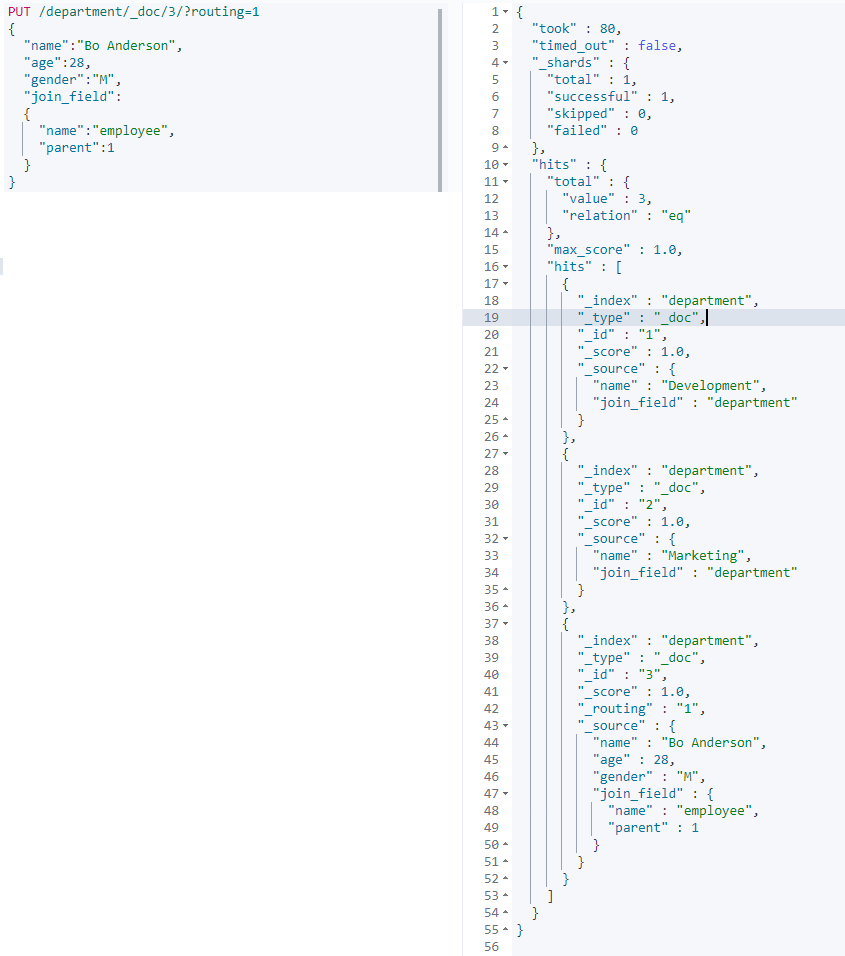 PUT /department/_doc/3/?routing=1
{
  "name":"Bo Anderson",
  "age":28,
  "gender":"M",
  "join_field":
  {
    "name":"employee",
    "parent":1
  }
}
1 {
2   "took" : 80,
3   "timed_out" : false,
4   "_shards" : {
5     "total" : 1,
6     "successful" : 1,
7     "skipped" : 0,
8     "failed" : 0
9   },
10   "hits" : {
11     "total" : {
12       "value" : 3,
13       "relation" : "eq"
14     },
15     "max_score" : 1.0,
16     "hits" : [
17       {
18         "_index" : "department",
19         "_type" : "_doc",
20         "_id" : "1",
21         "_score" : 1.0,
22         "_source" : {
23           "name" : "Development",
24           "join_field" : "department"
25         }
26       },
27       {
28         "_index" : "department",
29         "_type" : "_doc",
30         "_id" : "2",
31         "_score" : 1.0,
32         "_source" : {
33           "name" : "Marketing",
34           "join_field" : "department"
35         }
36       },
37       {
38         "_index" : "department",
39         "_type" : "_doc",
40         "_id" : "3",
41         "_score" : 1.0,
42         "_routing" : "1",
43         "_source" : {
44           "name" : "Bo Anderson",
45           "age" : 28,
46           "gender" : "M",
47           "join_field" : {
48             "name" : "employee",
49             "parent" : 1
50           }
51         }
52       }
53     ]
54   }
55 }
56